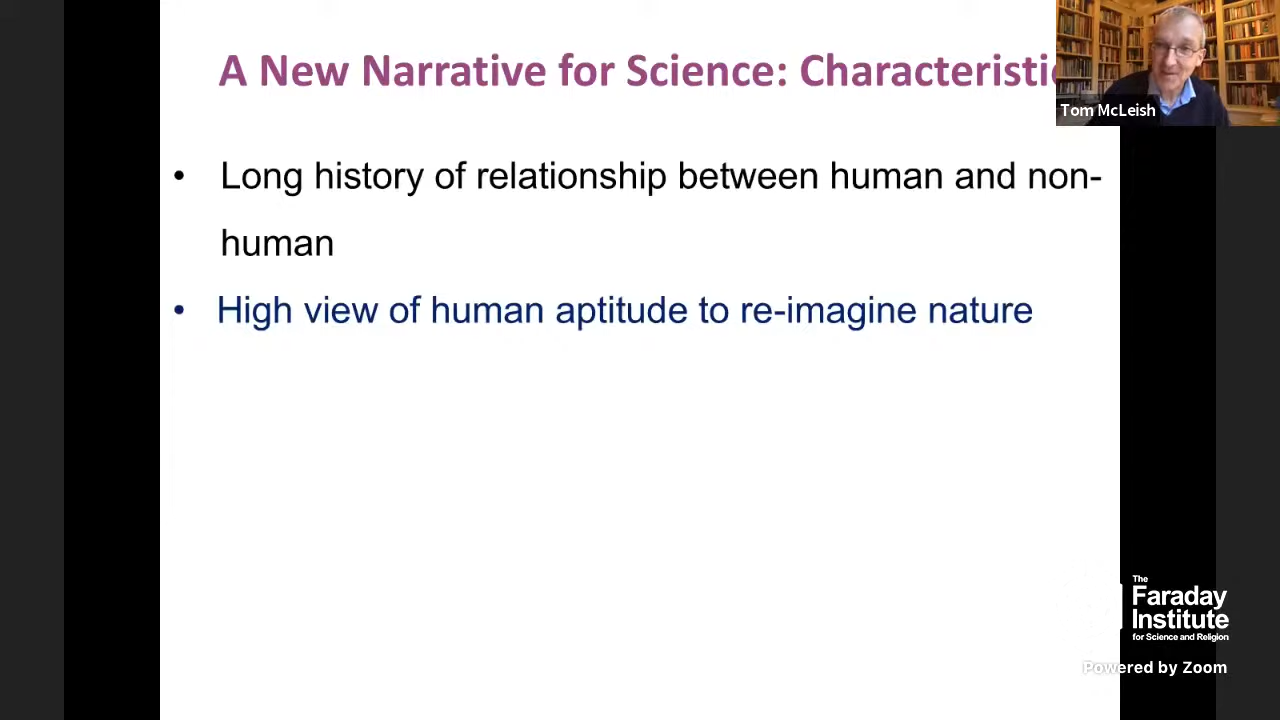 A New Narrative for Science: Characteristi
Tom McLeish
• Long history of relationship between human and non-
human
• High view of human aptitude to re-imagine nature
The
Faraday
Institute
for Science and Religion
Powered by Zoom